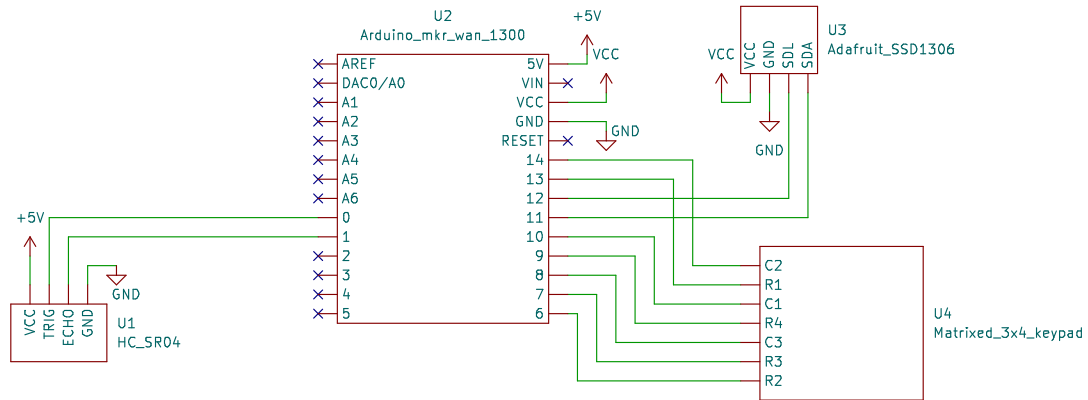 U2
Arduino_mkr_wan_1300
AREF
DAC0/A0
A1
A2
A3
A4
A5
A6
0
1
2
3
4
5
5V
VIN
VCC
GND
RESET
14
13
12
11
10
9
8
7
6
+5V
VCC
GND
VCC
GND
U3
Adafruit_SSD1306
VCC
GND
SDL
SDA
+5V
GND
VCC
TRIG
ECHO
GND
U1
HC_SR04
C2
R1
C1
R4
C3
R3
R2
U4
Matrixed_3x4_keypad